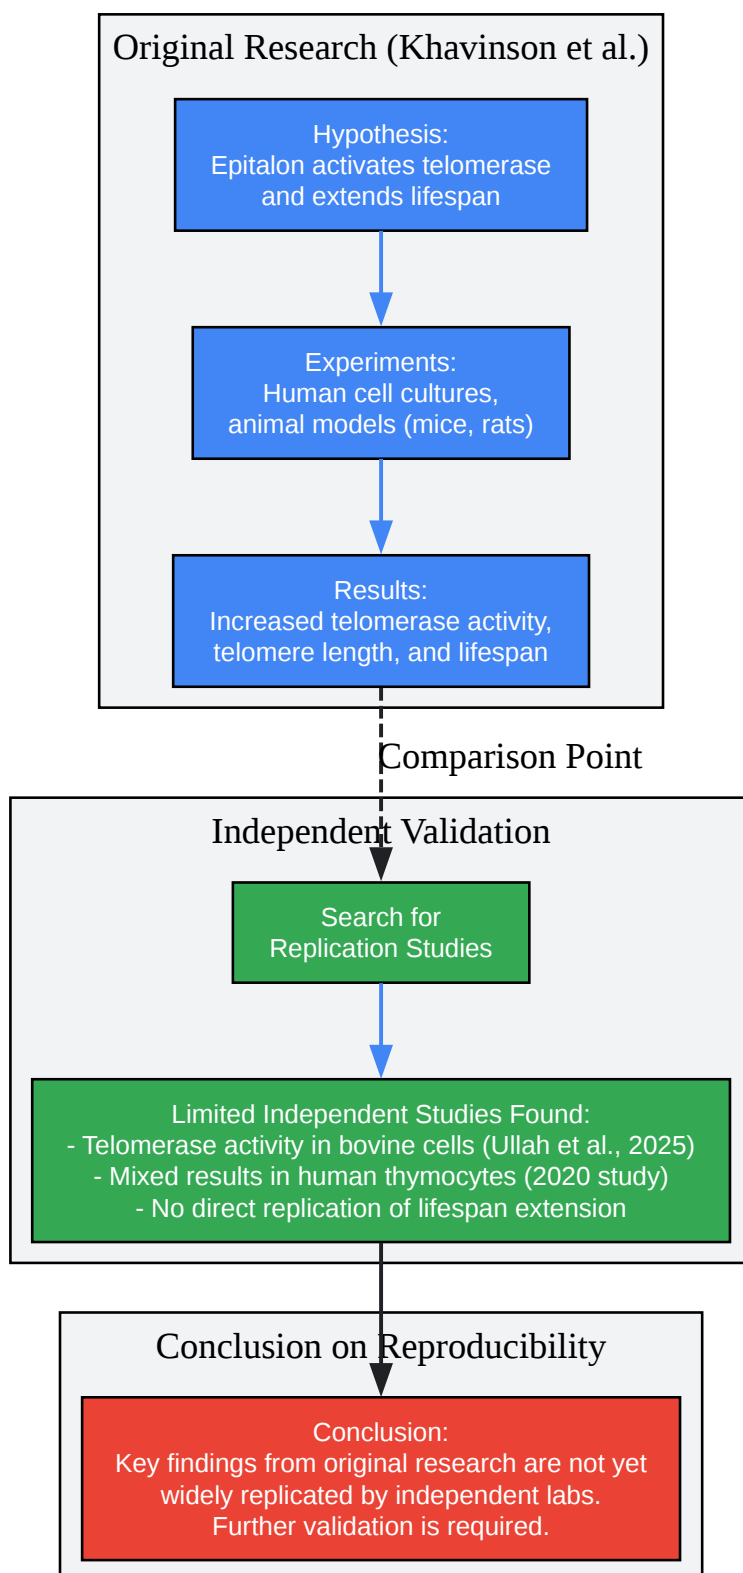 Original Research (Khavinson et al.)
Hypothesis:
Epitalon activates telomerase
and extends lifespan
Experiments:
Human cell cultures,
animal models (mice, rats)
Results:
Increased telomerase activity,
telomere length, and lifespan
Comparison Point
Independent Validation
Search for
Replication Studies
Limited Independent Studies Found:
- Telomerase activity in bovine cells (Ullah et al., 2025)
- Mixed results in human thymocytes (2020 study)
- No direct replication of lifespan extension
Conclusion on Reproducibility
Conclusion:
Key findings from original research are not yet
widely replicated by independent labs.
Further validation is required.